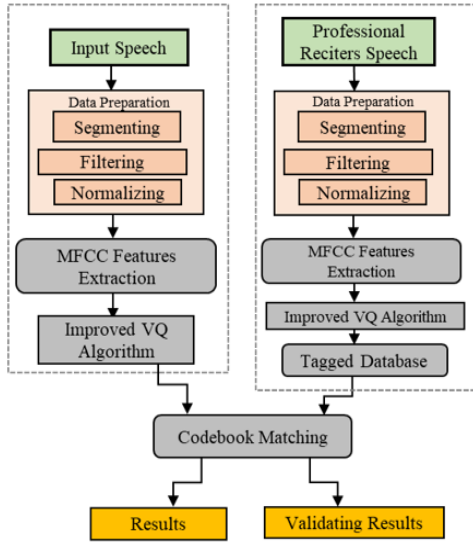 Input Speech
Data Preparation
Segmenting
Filtering
Normalizing
MFCC Features
Extraction
Improved VQ
Algorithm
Professional
Reciters Speech
Data Preparation
Segmenting
Filtering
Normalizing
MFCC Features
Extraction
Improved VQ Algorithm
Tagged Database
Codebook Matching
Results
Validating Results